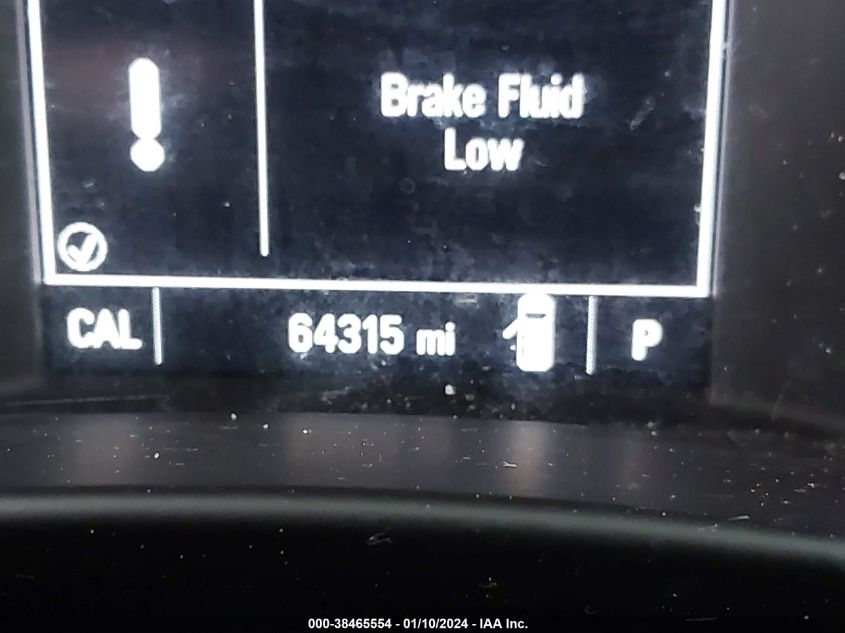 Brake Fluid
Low
CAL 64315 mi P
000-38465554 - 01/10/2024 - IAA Inc.